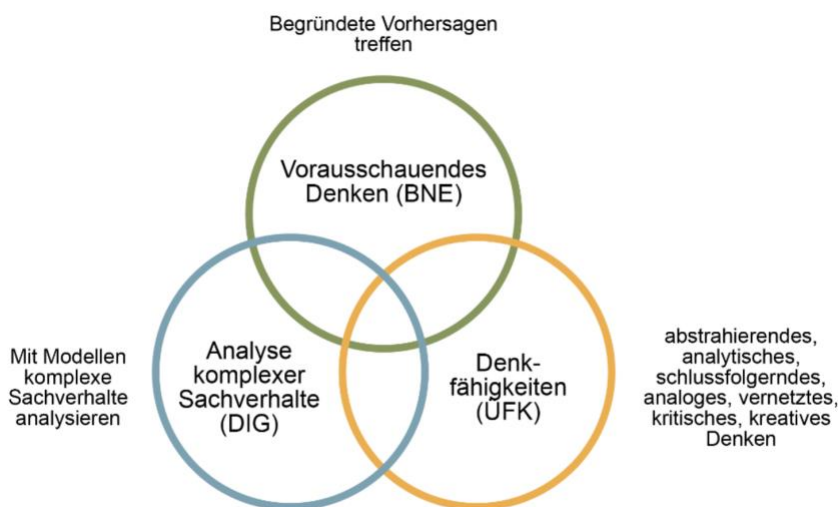 Begründete Vorhersagen
treffen
Vorausschauendes
Denken (BNE)
Mit Modellen
komplexe
Sachverhalte
analysieren
Analyse
komplexer
Sachverhalte
(DIG)
Denk-
fähigkeiten
(ÜFK)
abstrahierendes,
analytisches,
schlussfolgerndes,
analoges, vernetztes,
kritisches, kreatives
Denken